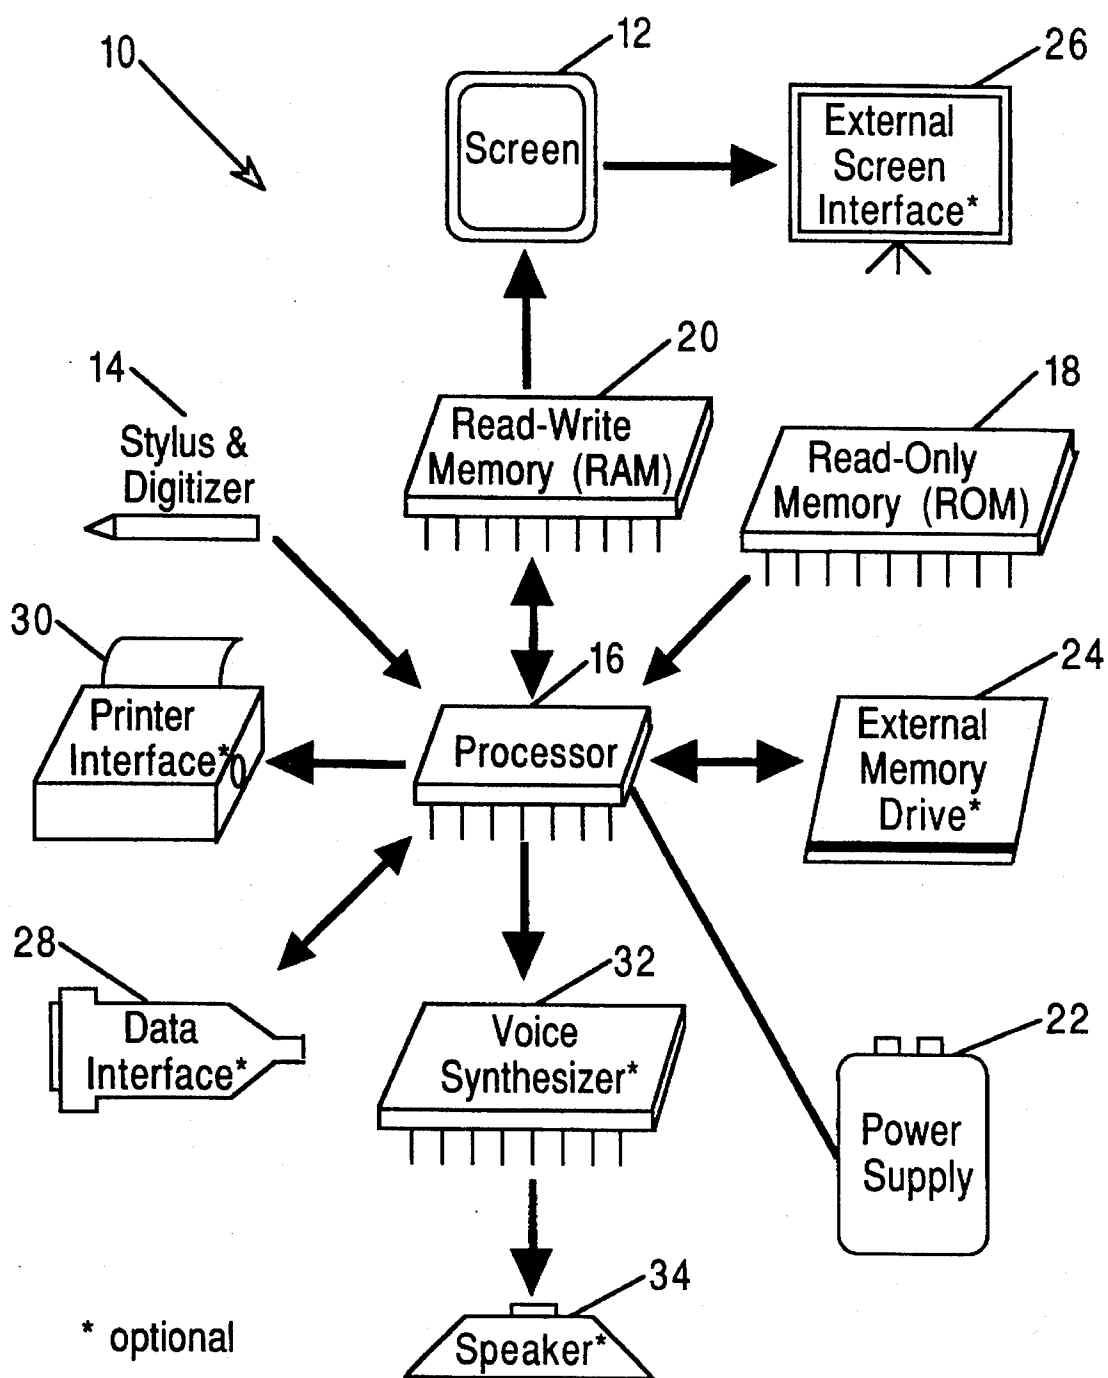 10
12
26
Screen
External
Screen
Interface*
20
18
14
Stylus &
Digitizer
Read-Write
Memory (RAM)
Read-Only
Memory (ROM)
30
16
24
Printer
Interface*
Processor
External
Memory
Drive*
28
32
22
Data
Interface*
Voice
Synthesizer*
Power
Supply
34
Speaker*
* optional